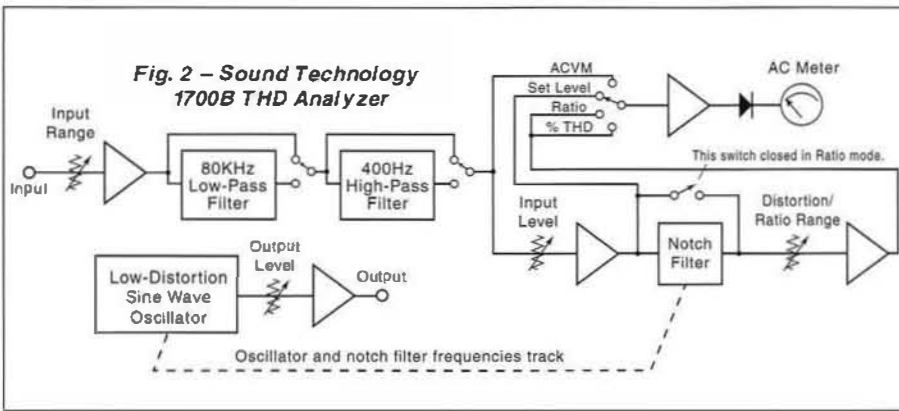 Fig. 2 – Sound Technology
1700B THD Analyzer
Input
Range
Input
80KHz
Low-Pass
Filter
400Hz
High-Pass
Filter
ACVM
Set Level
Ratio
% THD
AC Meter
This switch closed in Ratio mode.
Input
Level
Notch
Filter
Distortion/
Ratio Range
Low-Distortion
Sine Wave
Oscillator
Output
Level
Output
Oscillator and notch filter frequencies track